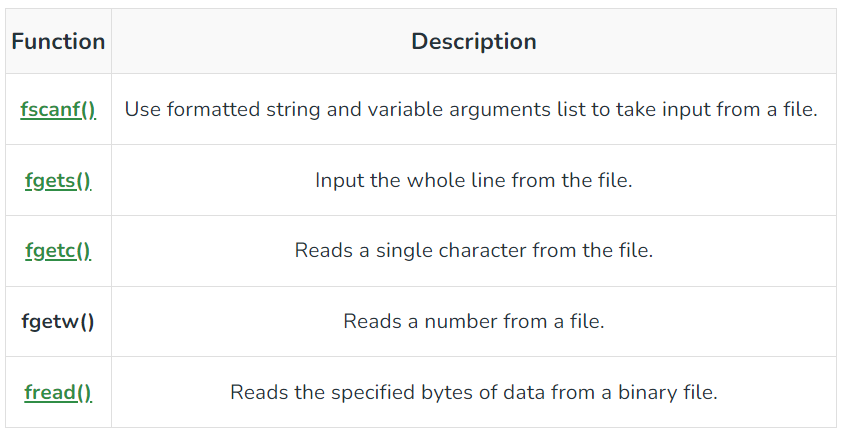 Function Description
fscanf() Use formatted string and variable arguments list to take input from a file.
fgets() Input the whole line from the file.
fgetc() Reads a single character from the file.
fgetw() Reads a number from a file.
fread() Reads the specified bytes of data from a binary file.